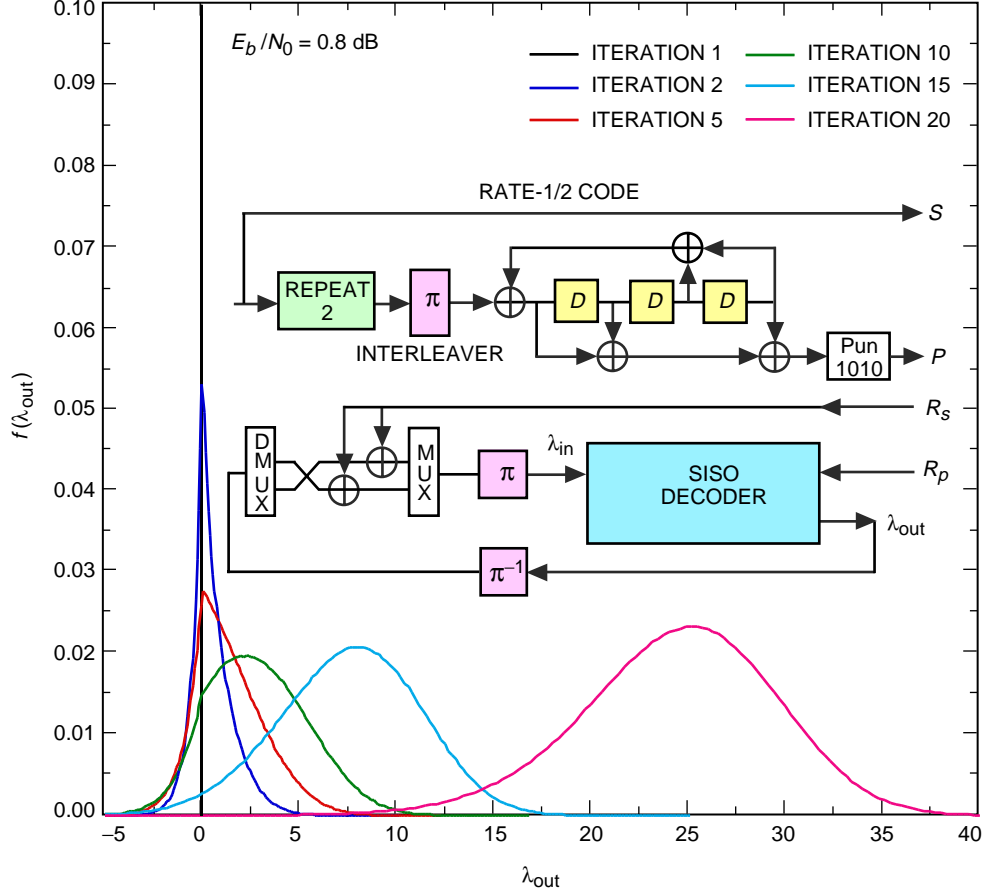 0.10
0.09
0.08
0.07
0.06
0.05
0.04
0.03
0.02
0.01
0.00
f (λout)
Eb /N0 = 0.8 dB
ITERATION 1
ITERATION 2
ITERATION 5
ITERATION 10
ITERATION 15
ITERATION 20
RATE-1/2 CODE
S
REPEAT
2
π
INTERLEAVER
D
D
D
Pun
1010
P
Rs
DMUX
MUX
π
λin
SISO
DECODER
Rp
λout
π−1
−5 0 5 10 15 20 25 30 35 40
λout